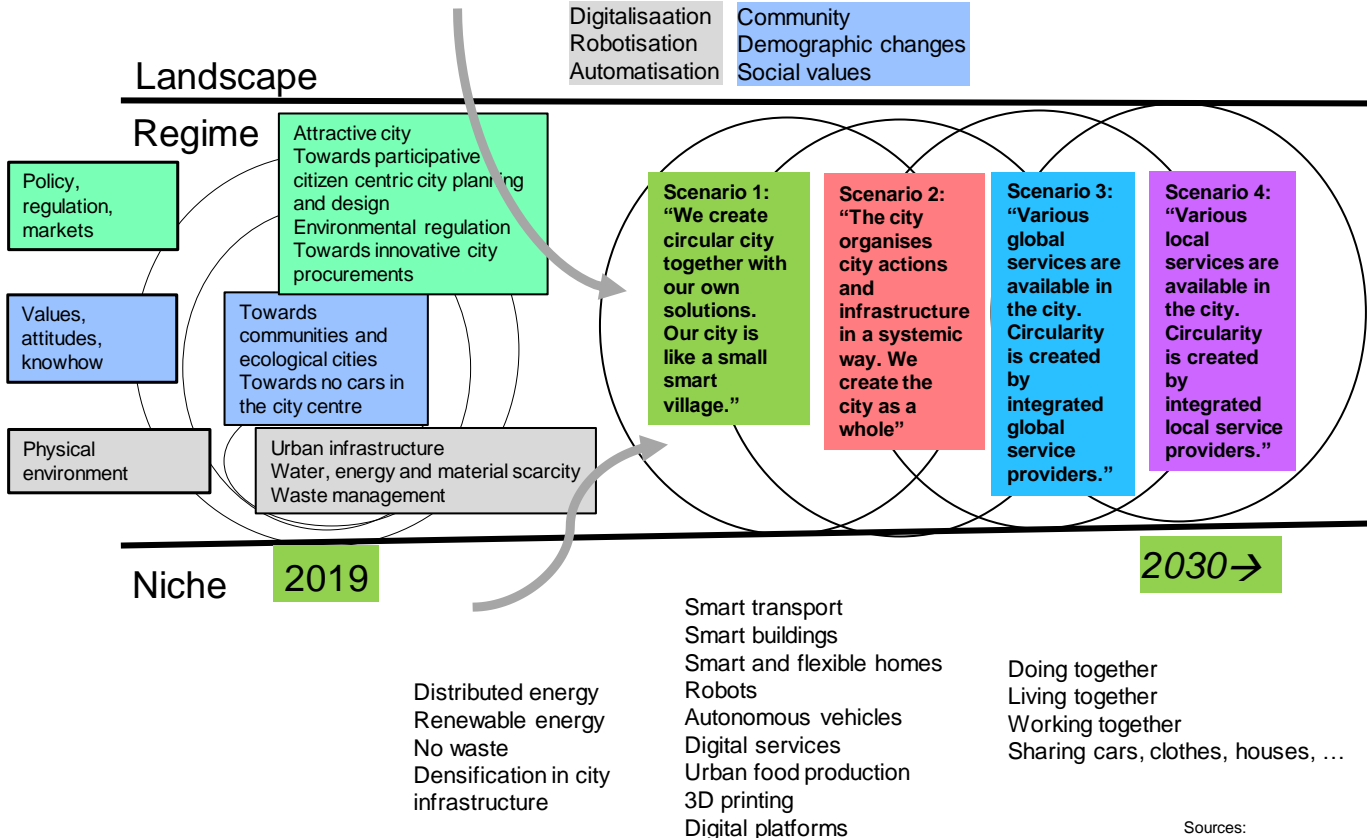 Digitalisaation
Robotisation
Automatisation
Community
Demographic changes
Social values
Landscape
Regime
Policy,
regulation,
markets
Attractive city
Towards participative
citizen centric city planning
and design
Environmental regulation
Towards innovative city
procurements
Values,
attitudes,
knowhow
Towards
communities and
ecological cities
Towards no cars in
the city centre
Physical
environment
Urban infrastructure
Water, energy and material scarcity
Waste management
Scenario 1:
“We create
circular city
together with
our own
solutions.
Our city is
like a small
smart
village.”
Scenario 2:
“The city
organises
city actions
and
infrastructure
in a systemic
way. We
create the
city as a
whole”
Scenario 3:
“Various
global
services are
available in
the city.
Circularity
is created
by
integrated
global
service
providers.”
Scenario 4:
“Various
local
services are
available in
the city.
Circularity
is created
by
integrated
local service
providers.”
Niche
2019
2030→
Distributed energy
Renewable energy
No waste
Densification in city
infrastructure
Smart transport
Smart buildings
Smart and flexible homes
Robots
Autonomous vehicles
Digital services
Urban food production
3D printing
Digital platforms
Doing together
Living together
Working together
Sharing cars, clothes, houses, …
Sources: